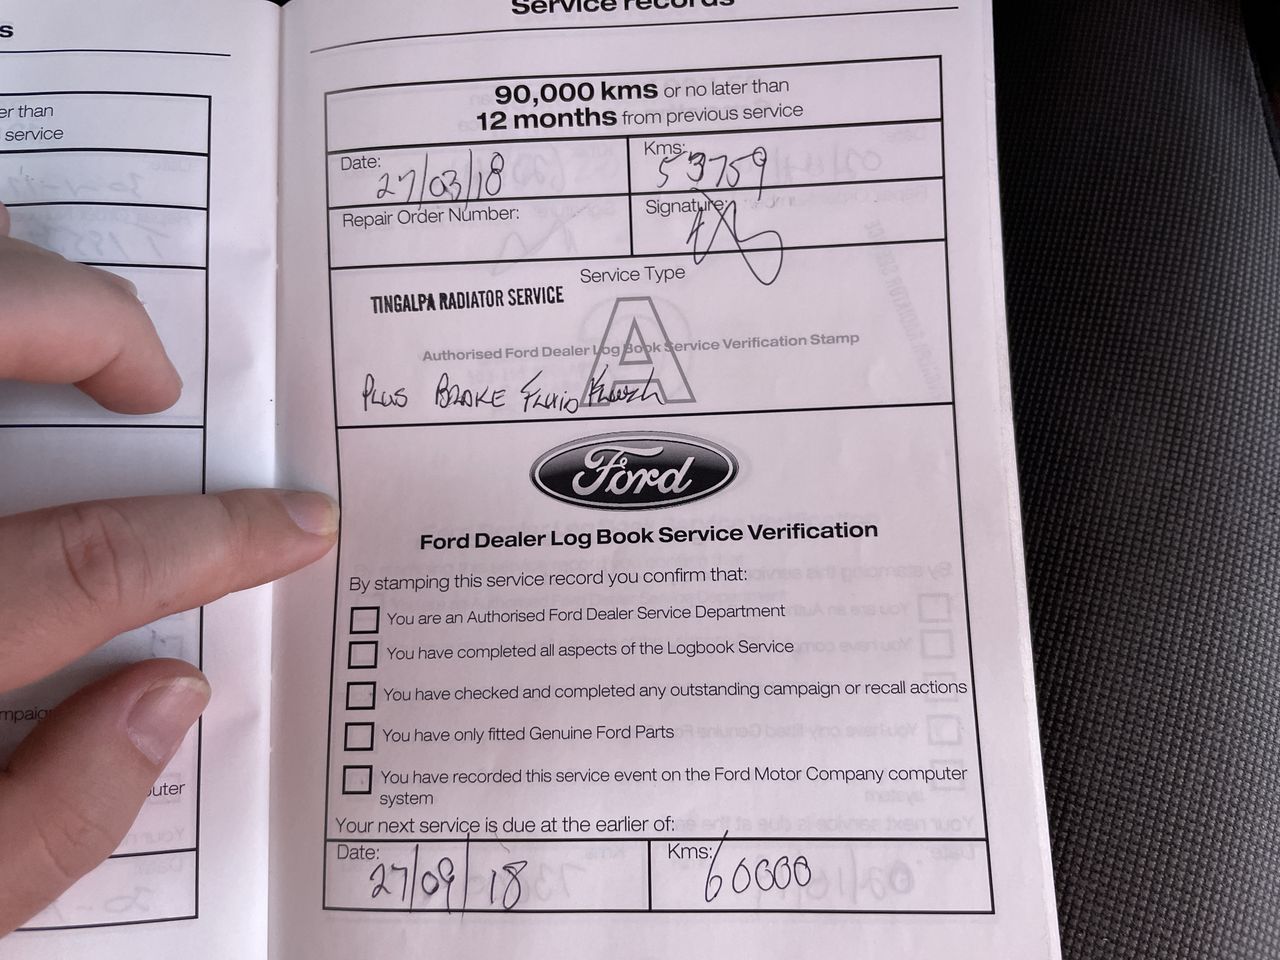 s
er than
service
mpaig
uter
Service records
90,000 kms or no later than
12 months from previous service
Date: 27/03/18
Kms: 53759
Repair Order Number:
Signature:
Service Type
TINGALPA RADIATOR SERVICE
A
Authorised Ford Dealer Log Book Service Verification Stamp
PLUS BRAKE FLUID FLUSH
Ford
Ford Dealer Log Book Service Verification
By stamping this service record you confirm that:
You are an Authorised Ford Dealer Service Department
You have completed all aspects of the Logbook Service
You have checked and completed any outstanding campaign or recall actions
You have only fitted Genuine Ford Parts
You have recorded this service event on the Ford Motor Company computer
system
Your next service is due at the earlier of:
Date: 27/09/18
Kms: 60000